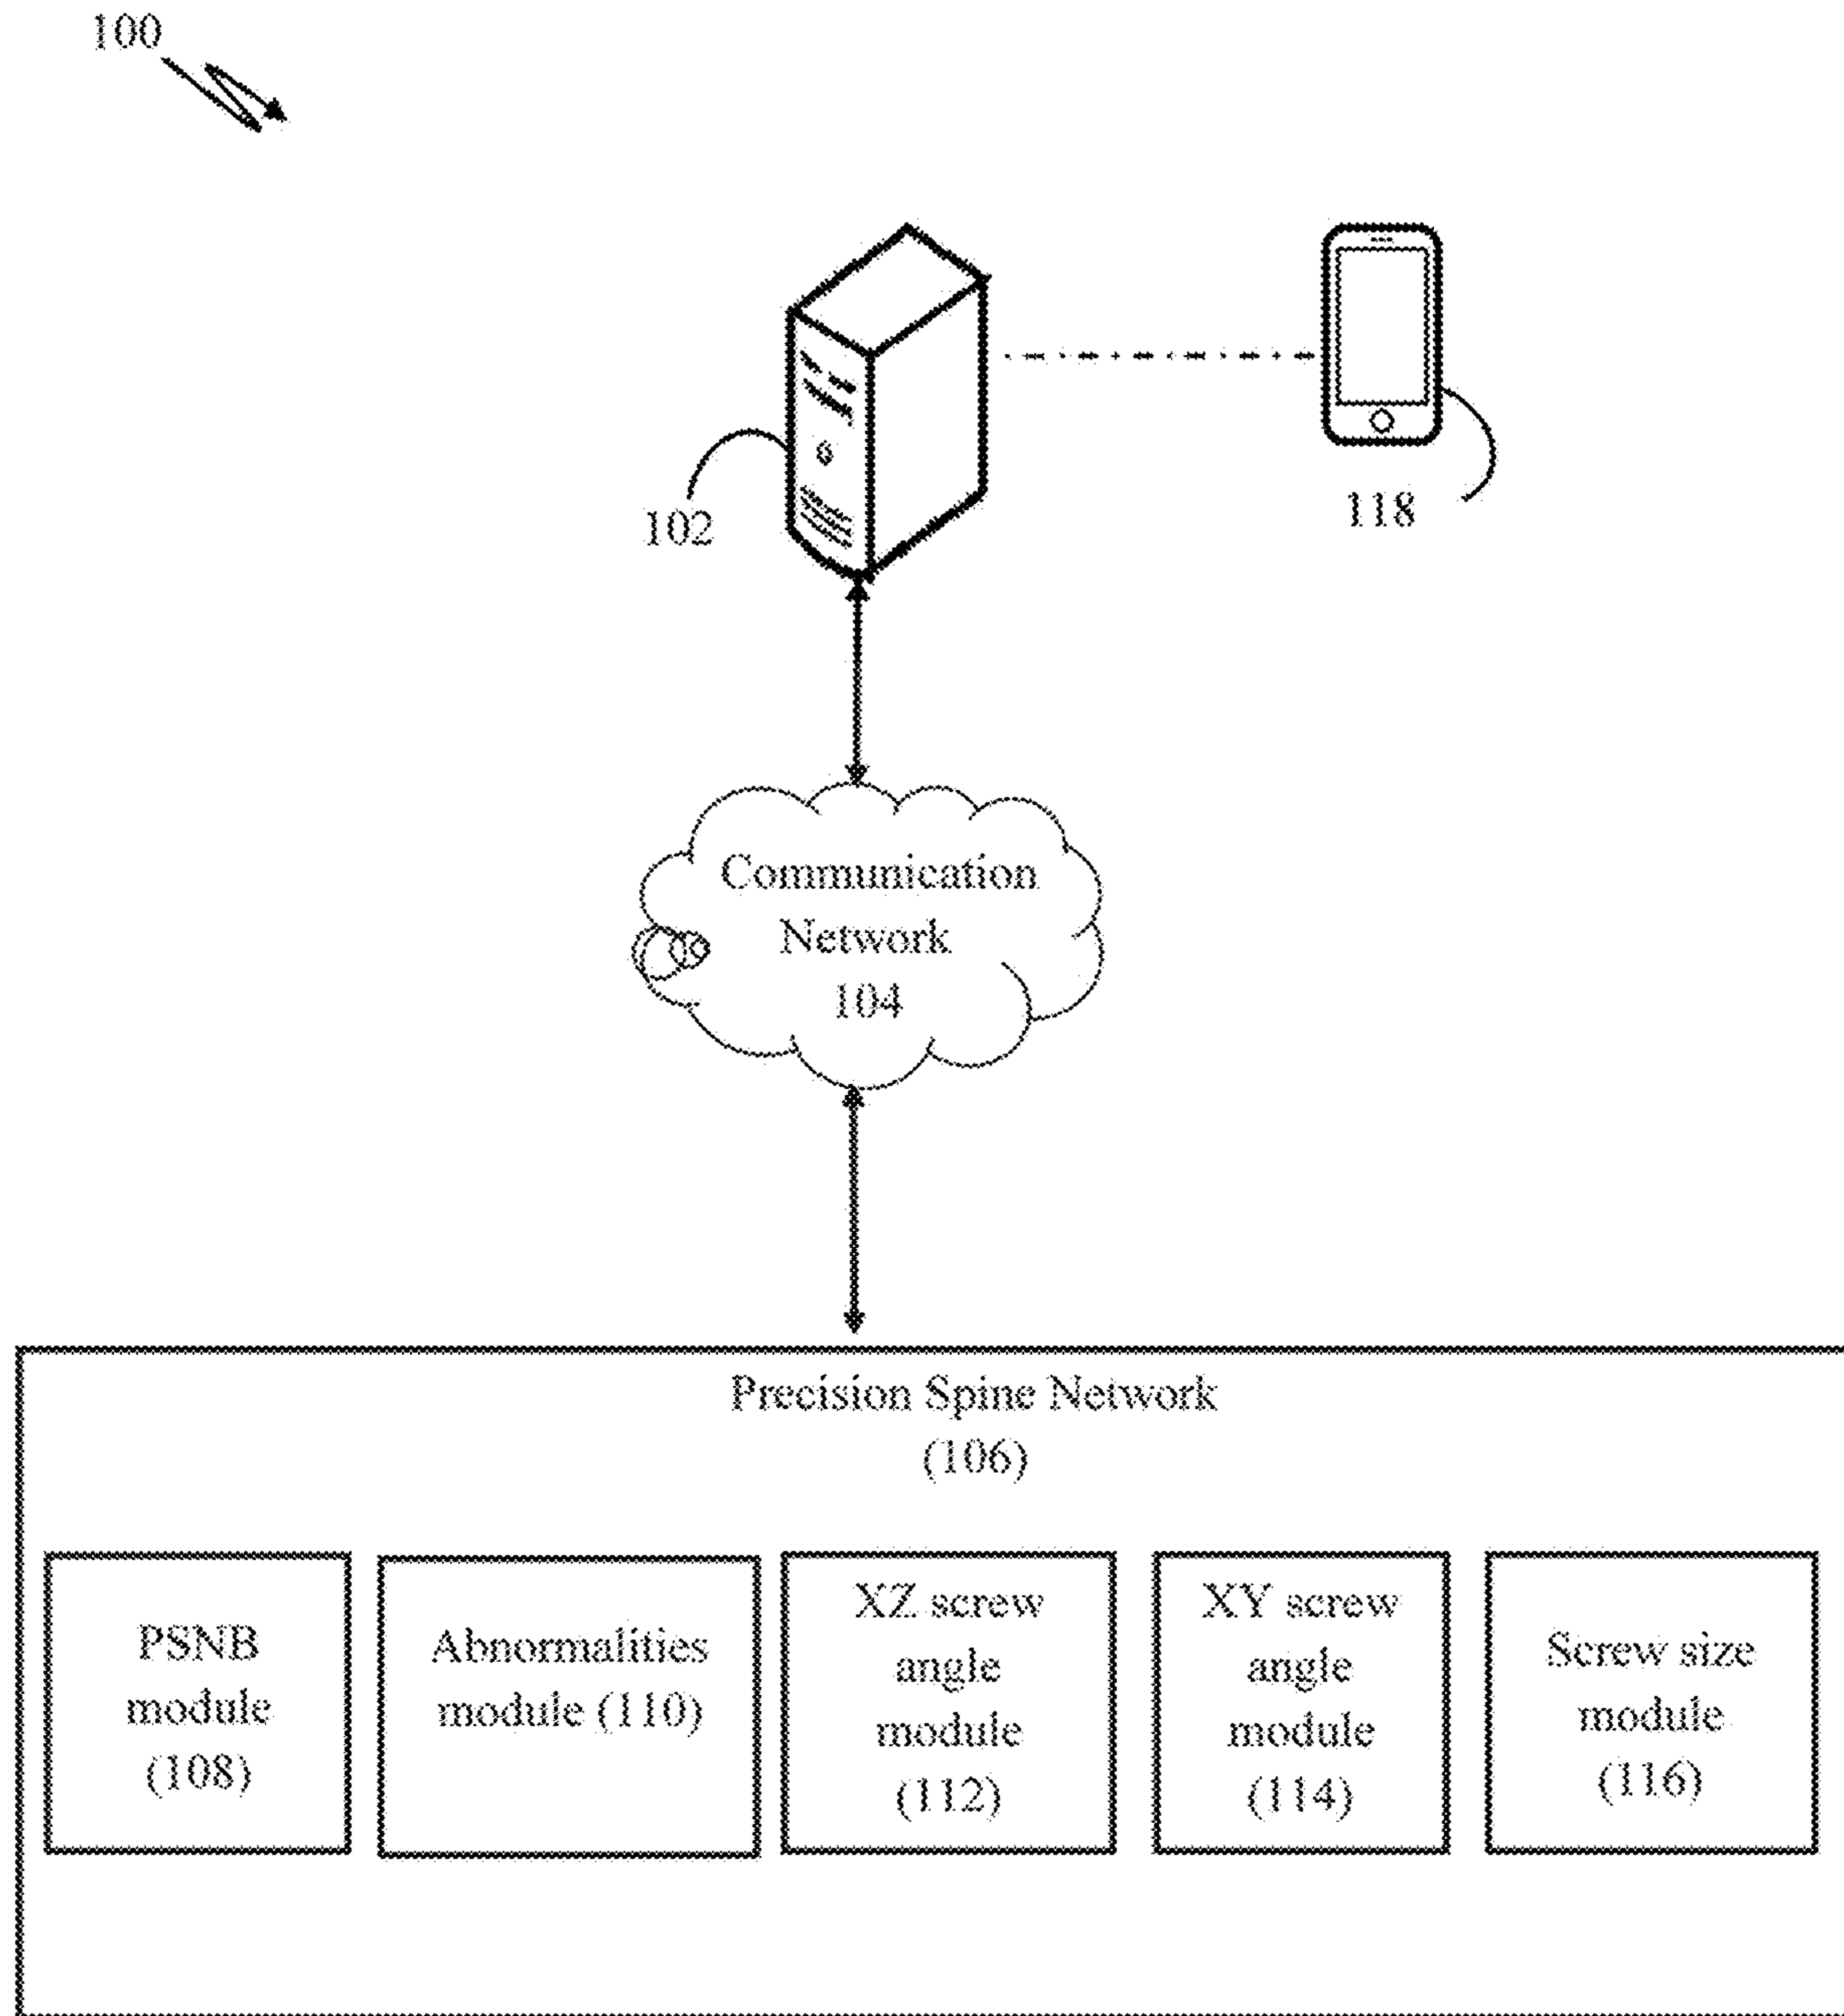 100
102
118
Communication
Network
104
Precision Spine Network
(106)
PSNB
module
(108)
Abnormalities
module (110)
XZ screw
angle
module
(112)
XY screw
angle
module
(114)
Screw size
module
(116)